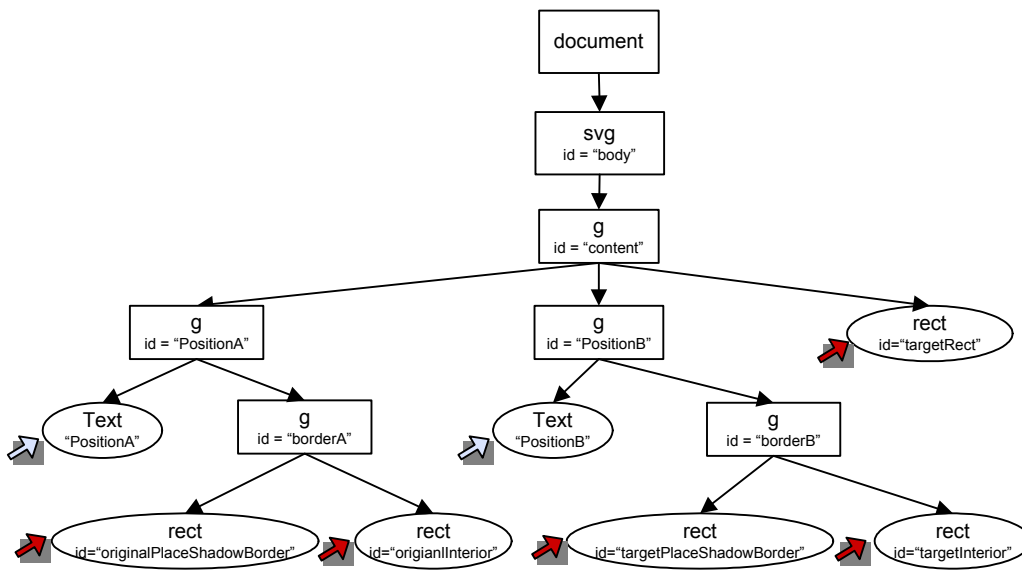 document
svg
id = “body”
g
id = “content”
g
id = “PositionA”
g
id = “PositionB”
rect
id=“targetRect”
Text
“PositionA”
g
id = “borderA”
Text
“PositionB”
g
id = “borderB”
rect
id=“originalPlaceShadowBorder”
rect
id=“origianlInterior”
rect
id=“targetPlaceShadowBorder”
rect
id=“targetInterior”